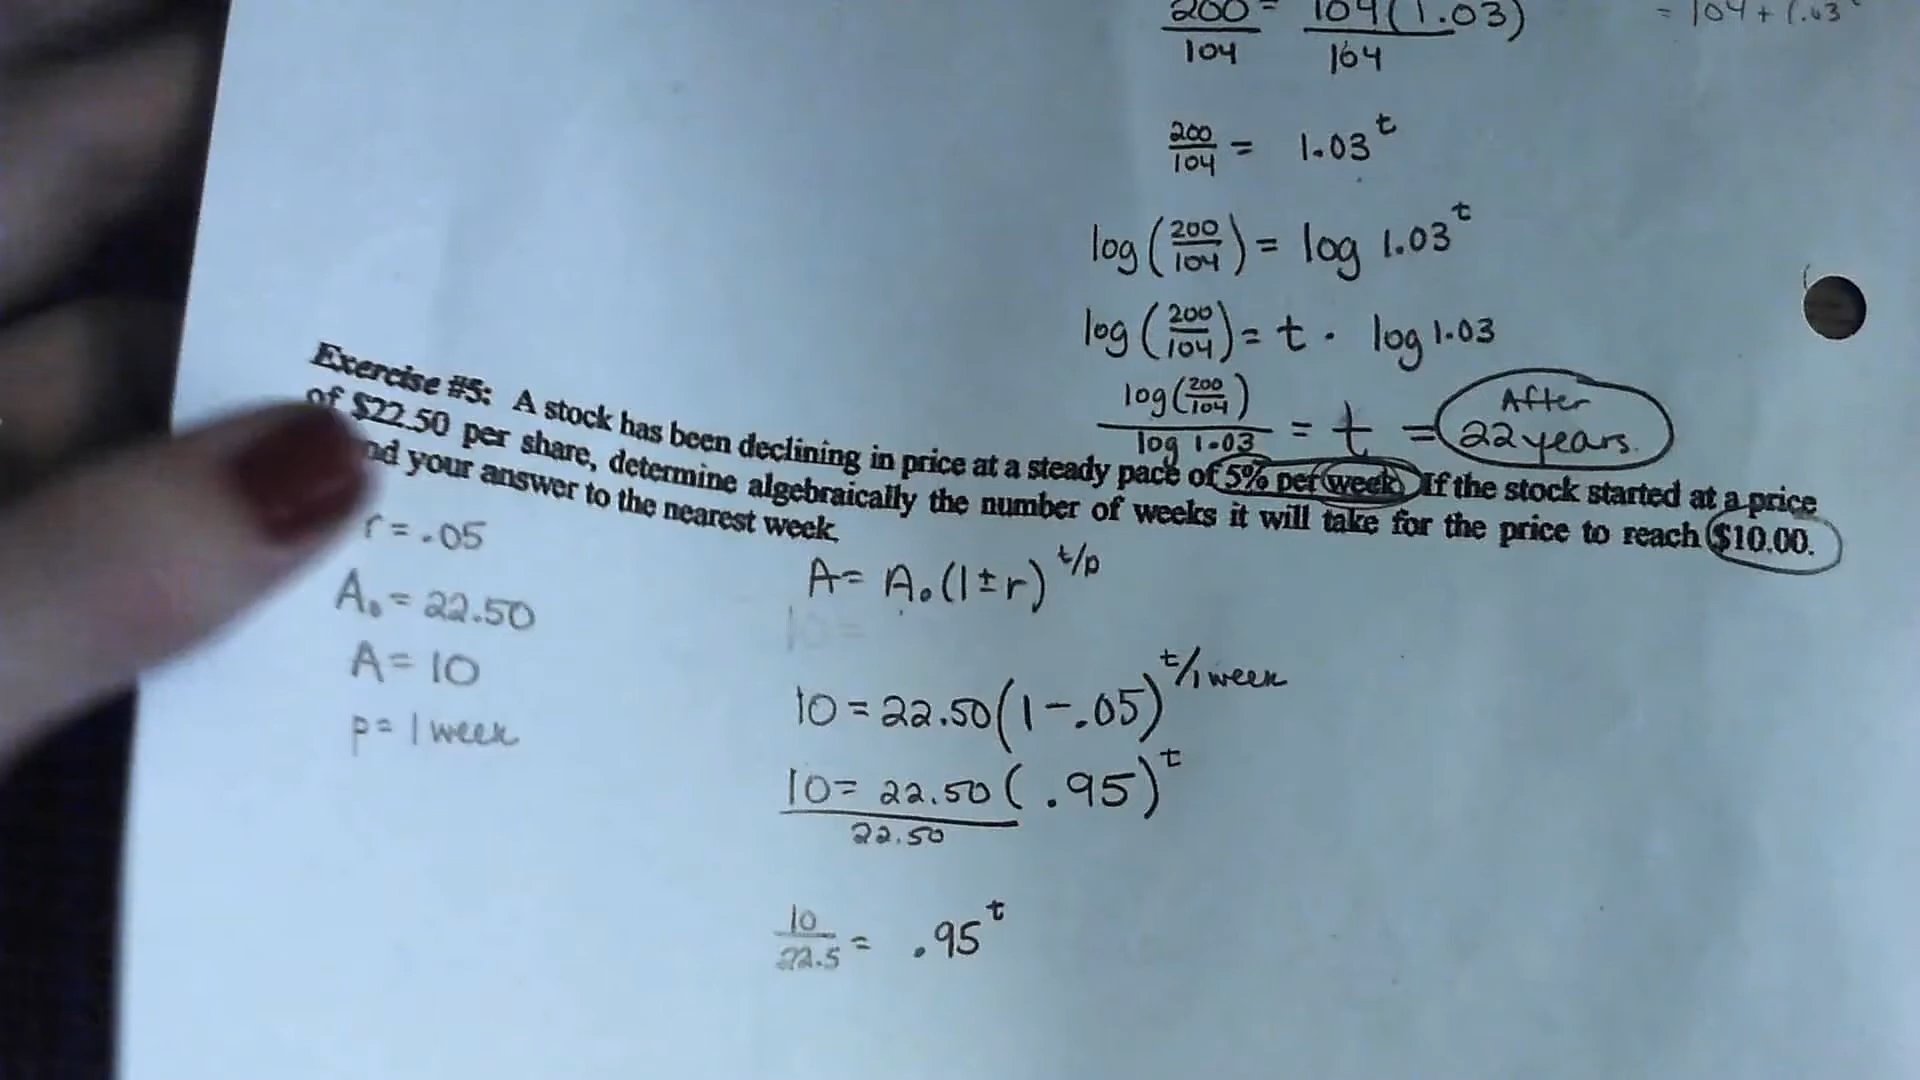 200 = 104(1.03)
104 104
= 104 + 1.03
200/104 = 1.03^t
log(200/104) = log 1.03^t
log(200/104) = t · log 1.03
log(200/104) / log 1.03 = t = After 22 years.
Exercise #5: A stock has been declining in price at a steady pace of 5% per week. If the stock started at a price
of $22.50 per share, determine algebraically the number of weeks it will take for the price to reach $10.00.
your answer to the nearest week.
r = .05
A₀ = 22.50
A = 10
p = 1 week
A = A₀(1 ± r)^t/p
10 =
10 = 22.50(1 - .05)^t/1 week
10 = 22.50(.95)^t
22.50
10/22.5 = .95^t